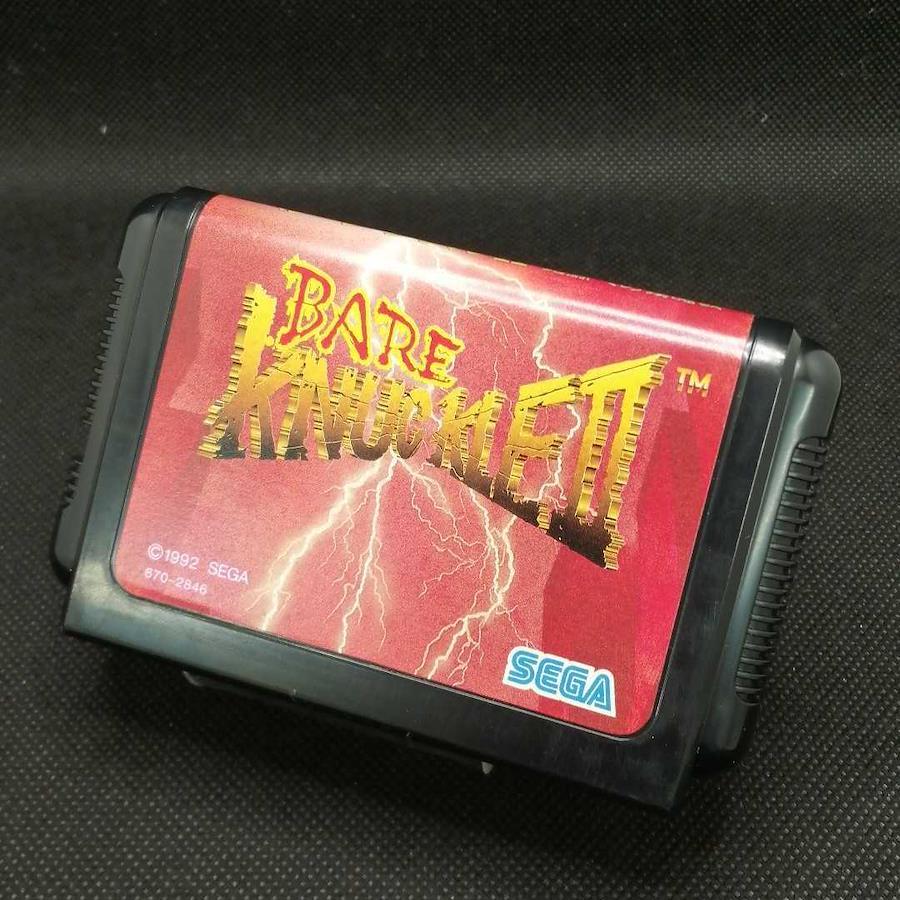 BARE
KNUCKLE II
TM
©1992 SEGA
670-2846
SEGA